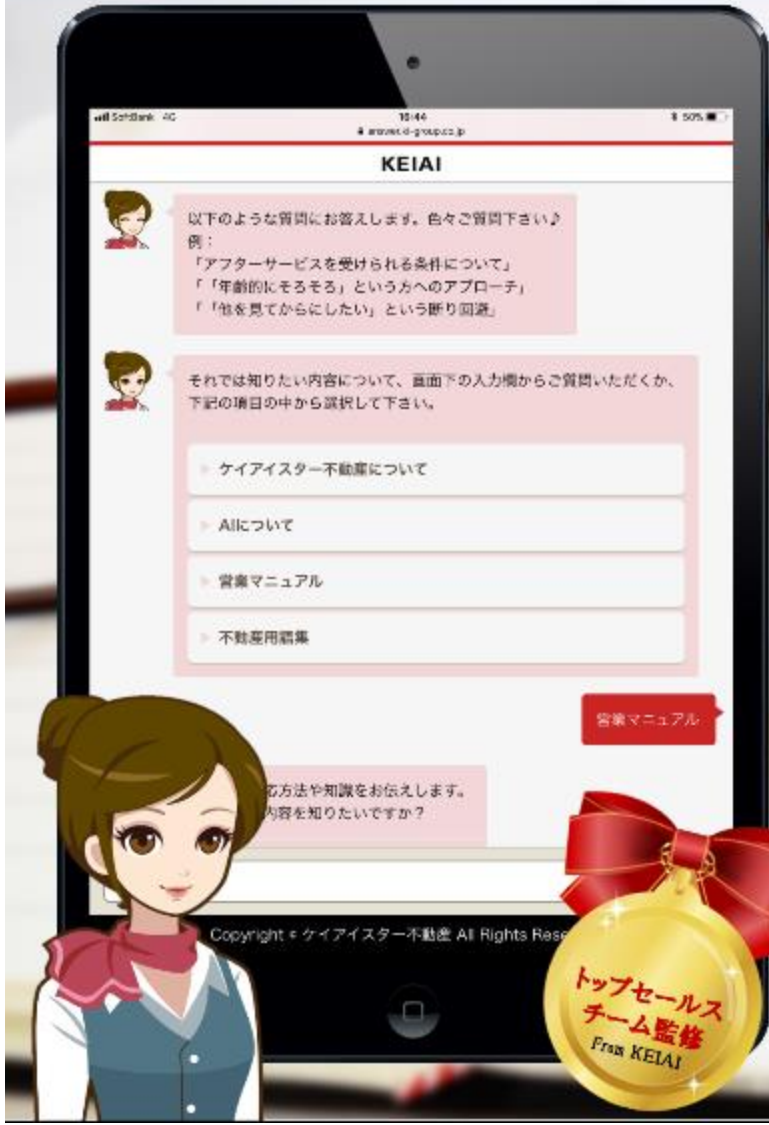 SoftBank 4G
16:44
50%
KEIAI
以下のような質問にお答えします。色々ご質問下さい♪
例：
「アフターサービスを受けられる条件について」
「「年齢的にそろそろ」という方へのアプローチ」
「「他を見てからにしたい」という断り回避」
それでは知りたい内容について、画面下の入力欄からご質問いただくか、
下記の項目の中から選択して下さい。
ケイアイスター不動産について
AIIについて
営業マニュアル
不動産用語集
営業マニュアル
応方法や知識をお伝えします。
内容を知りたいですか？
Copyright © ケイアイスター不動産 All Rights Rese
トップセールス
チーム監修
From KEIAI